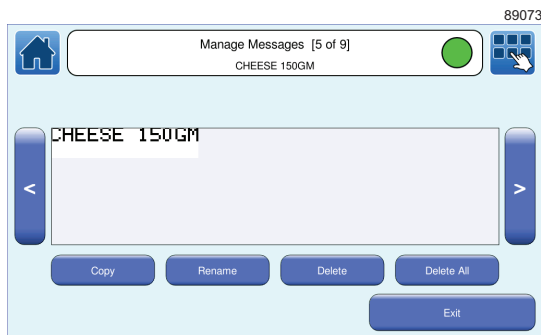 89073
Manage Messages [5 of 9]
CHEESE 150GM
CHEESE 150GM
<
>
Copy
Rename
Delete
Delete All
Exit